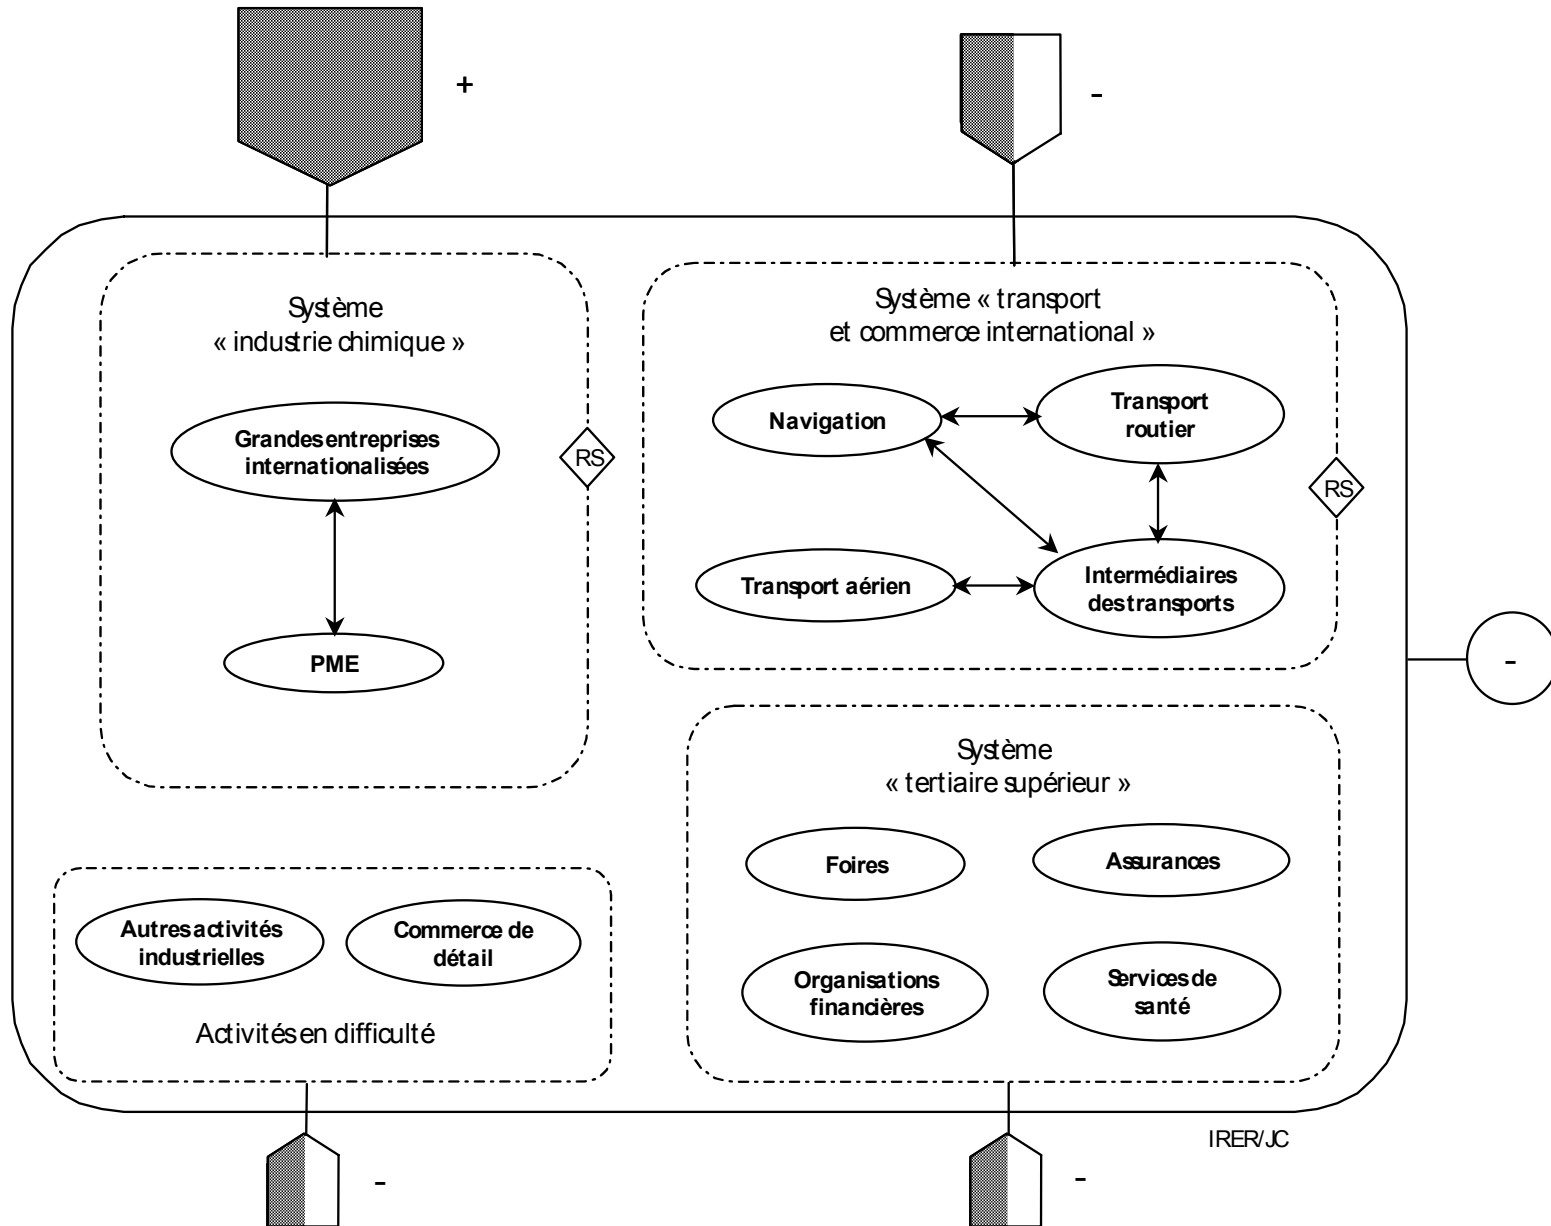 +
-
Système
« industrie chimique »
Grandes entreprises
internationalisées
RS
PME
Système « transport
et commerce international »
Navigation
Transport
routier
RS
Transport aérien
Intermédiaires
des transports
-
Système
« tertiaire supérieur »
Foires
Assurances
Organisations
financières
Services de
santé
Autres activités
industrielles
Commerce de
détail
Activités en difficulté
IRER/JC
-
-